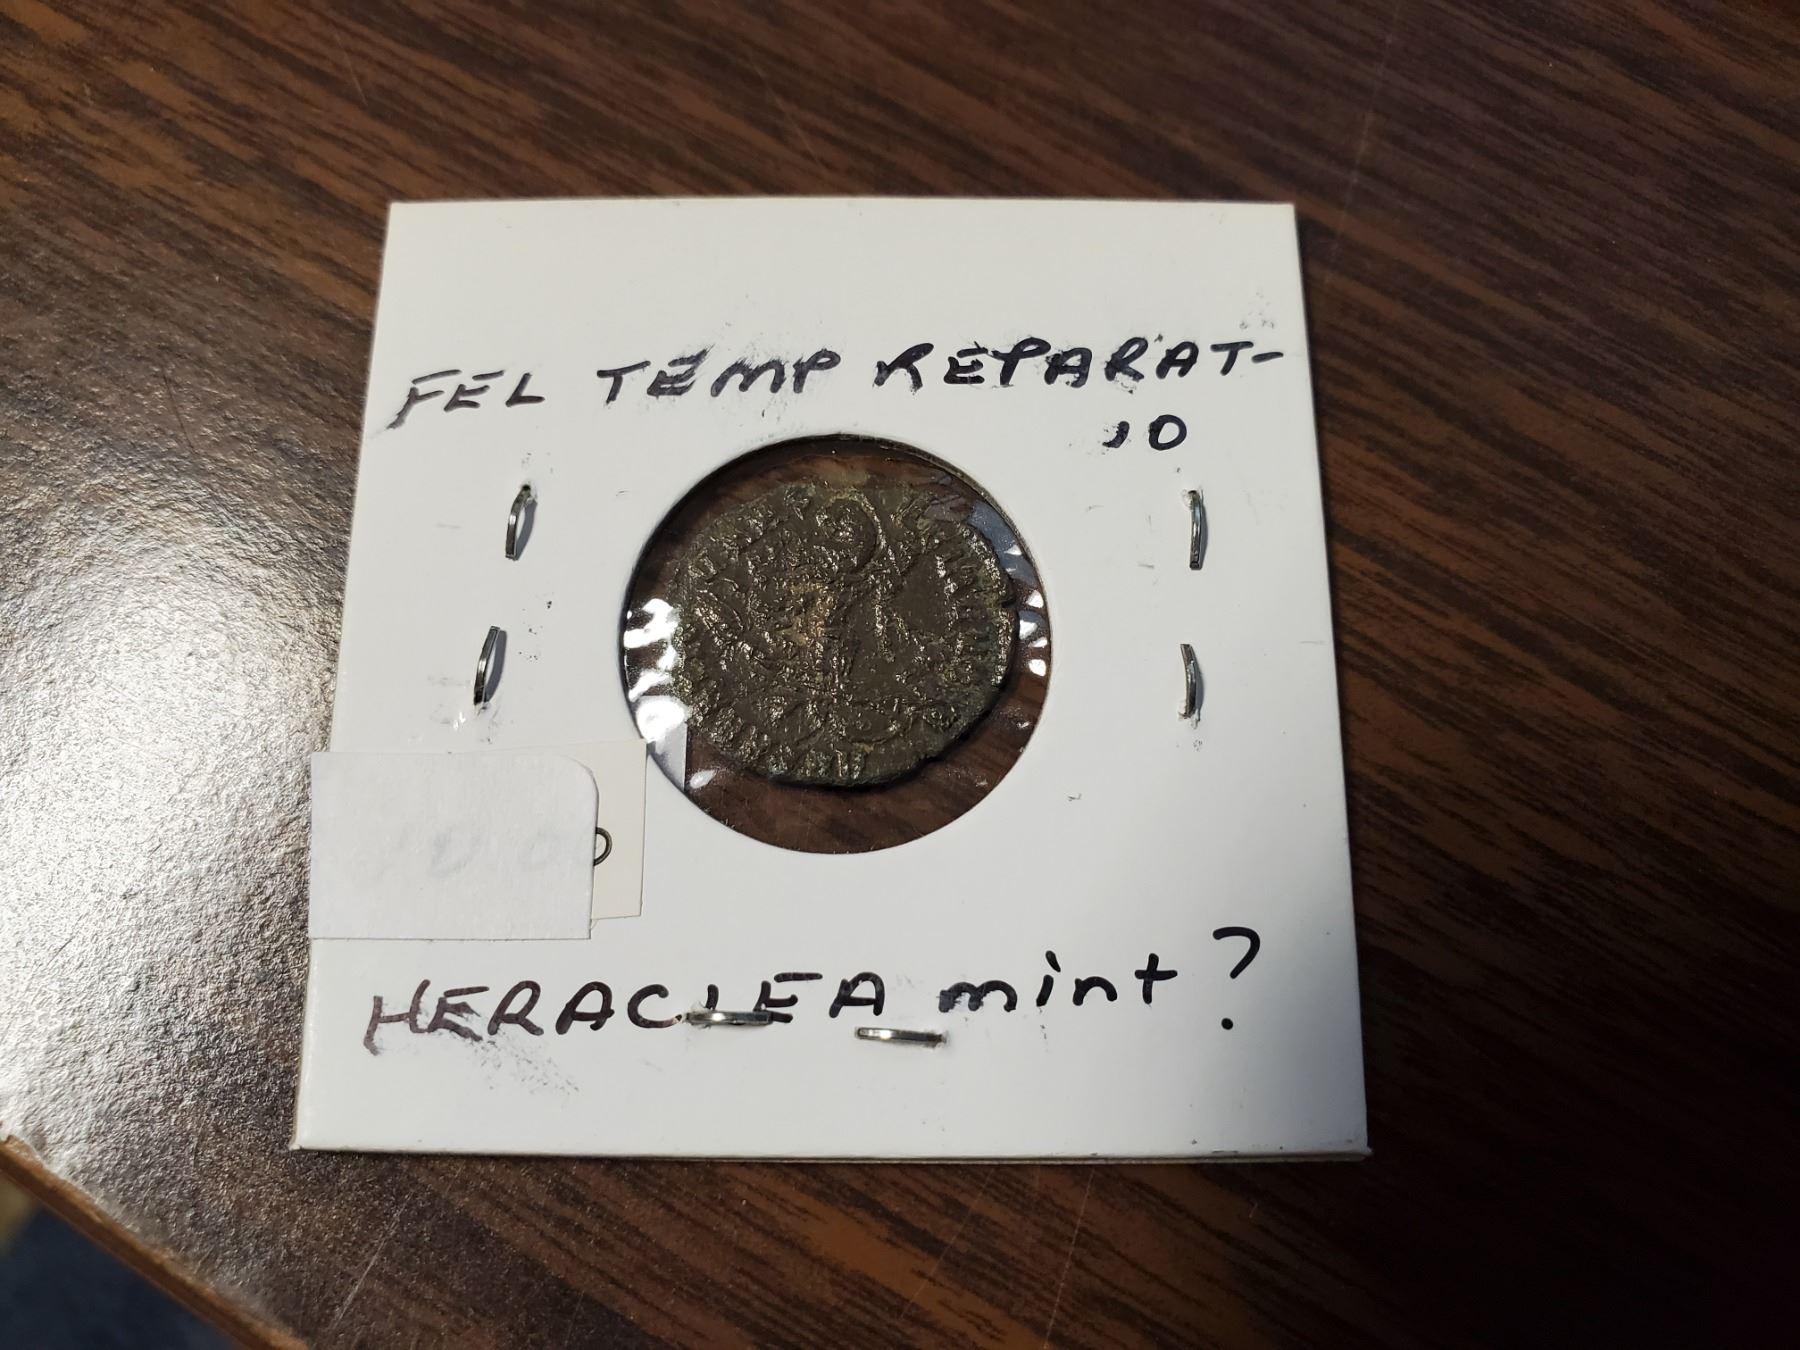 FEL TEMP REPARAT-
IO
HERACLEA mint?